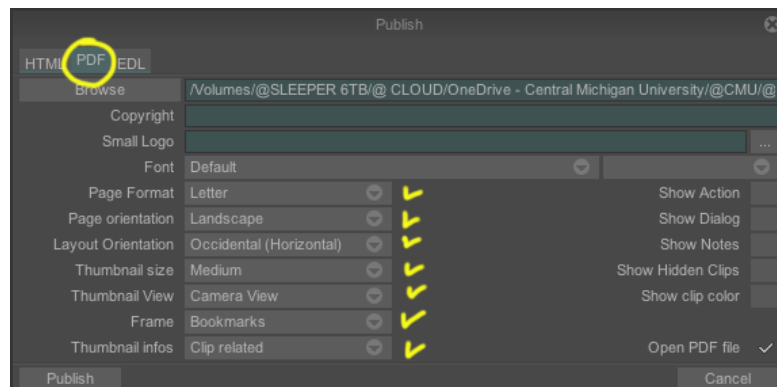 Publish
HTML PDF EDL
Browse /Volumes/@SLEEPER 6TB/@ CLOUD/OneDrive - Central Michigan University/@CMU/@
Copyright
Small Logo ...
Font Default
Page Format Letter Show Action
Page orientation Landscape Show Dialog
Layout Orientation Occidental (Horizontal) Show Notes
Thumbnail size Medium Show Hidden Clips
Thumbnail View Camera View Show clip color
Frame Bookmarks
Thumbnail infos Clip related Open PDF file
Publish Cancel